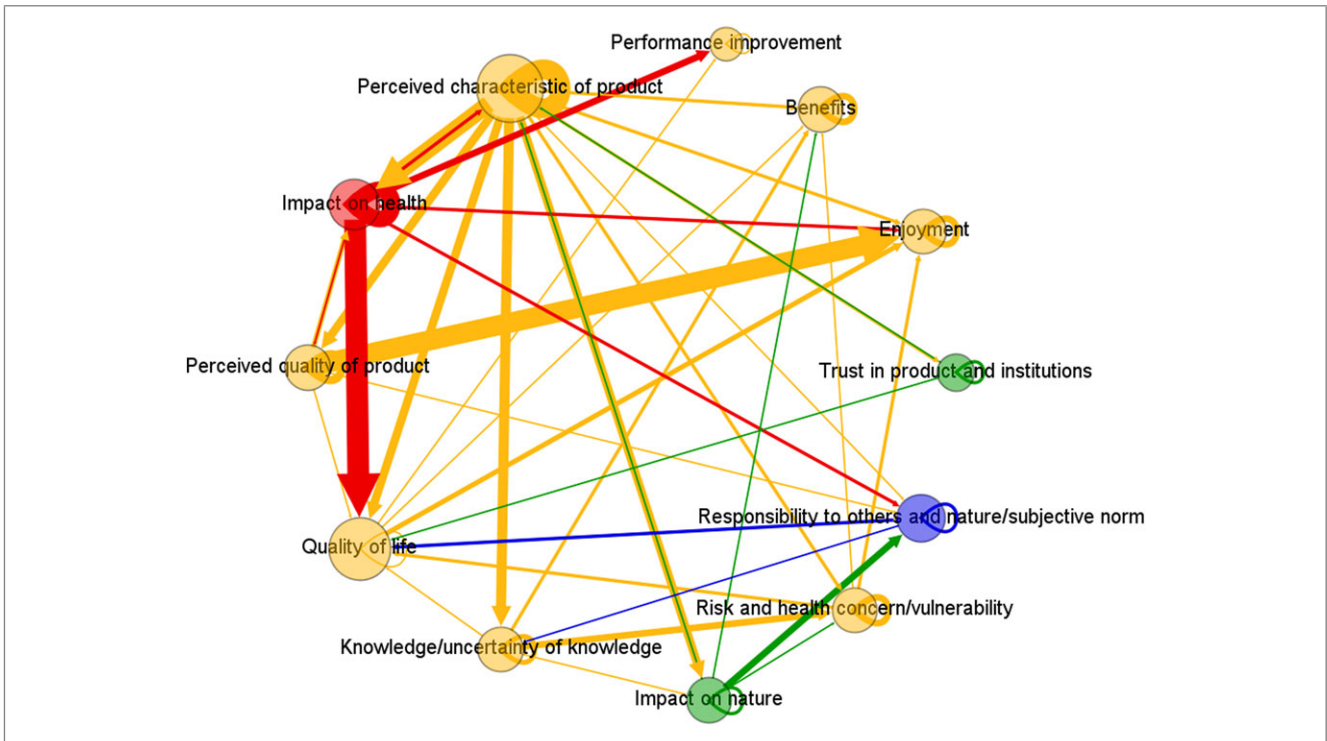 Performance improvement
Perceived characteristic of product
Benefits
Impact on health
Enjoyment
Perceived quality of product
Trust in product and institutions
Responsibility to others and nature/subjective norm
Quality of life
Risk and health concern/vulnerability
Knowledge/uncertainty of knowledge
Impact on nature